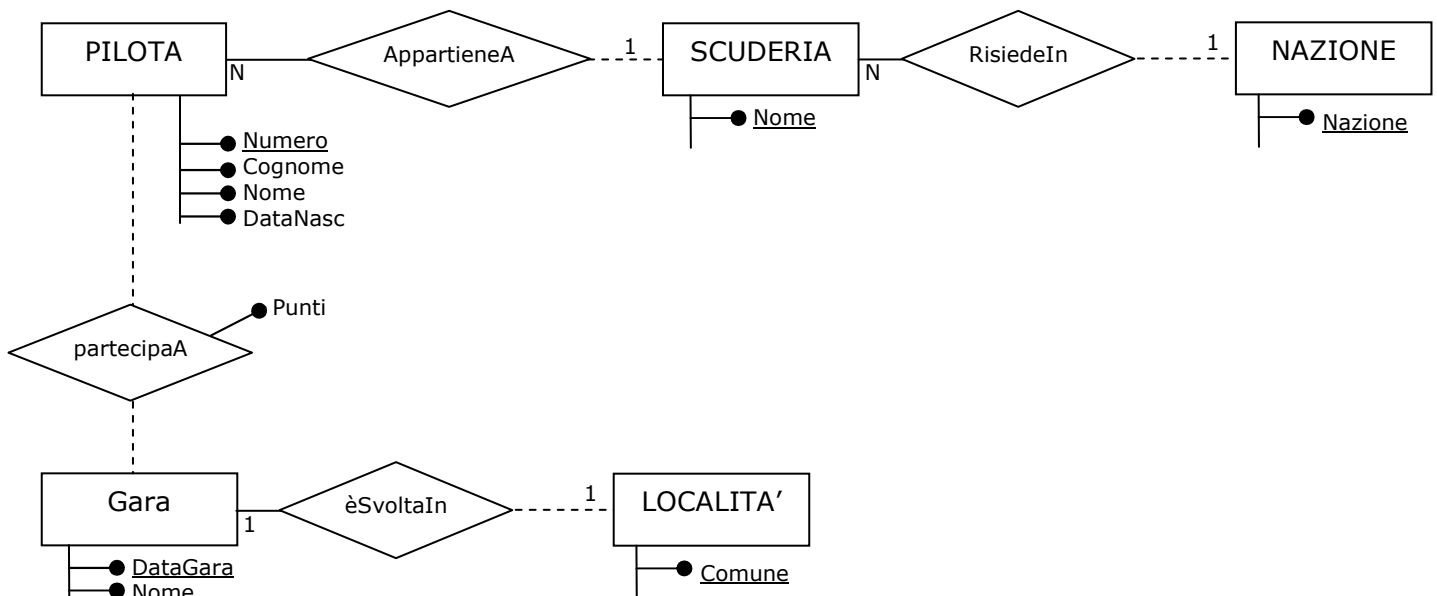 PILOTA
N
AppartieneA
1
SCUDERIA
N
RisiedeIn
1
NAZIONE
Nome
Nazione
Numero
Cognome
Nome
DataNasc
Punti
partecipaA
Gara
1
èSvoltaIn
1
LOCALITA’
DataGara
Comune
Nome